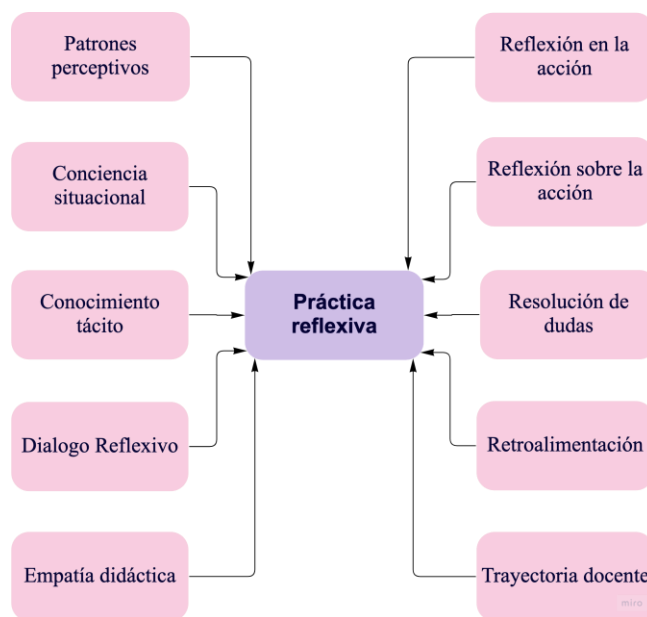 Patrones
perceptivos
Conciencia
situacional
Conocimiento
tácito
Dialogo Reflexivo
Empatía didáctica
Práctica
reflexiva
Reflexión en la
acción
Reflexión sobre la
acción
Resolución de
dudas
Retroalimentación
Trayectoria docente
miro